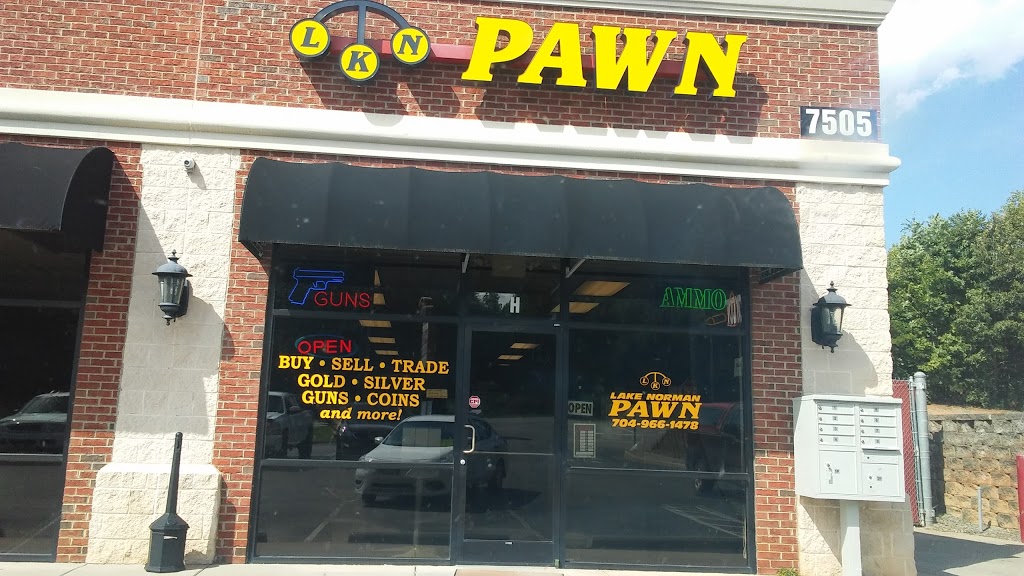 L K N PAWN
7505
GUNS
H
AMMO
OPEN
BUY • SELL • TRADE
GOLD • SILVER
GUNS • COINS
and more!
OPEN
L K N
LAKE NORMAN
PAWN
704-966-1478